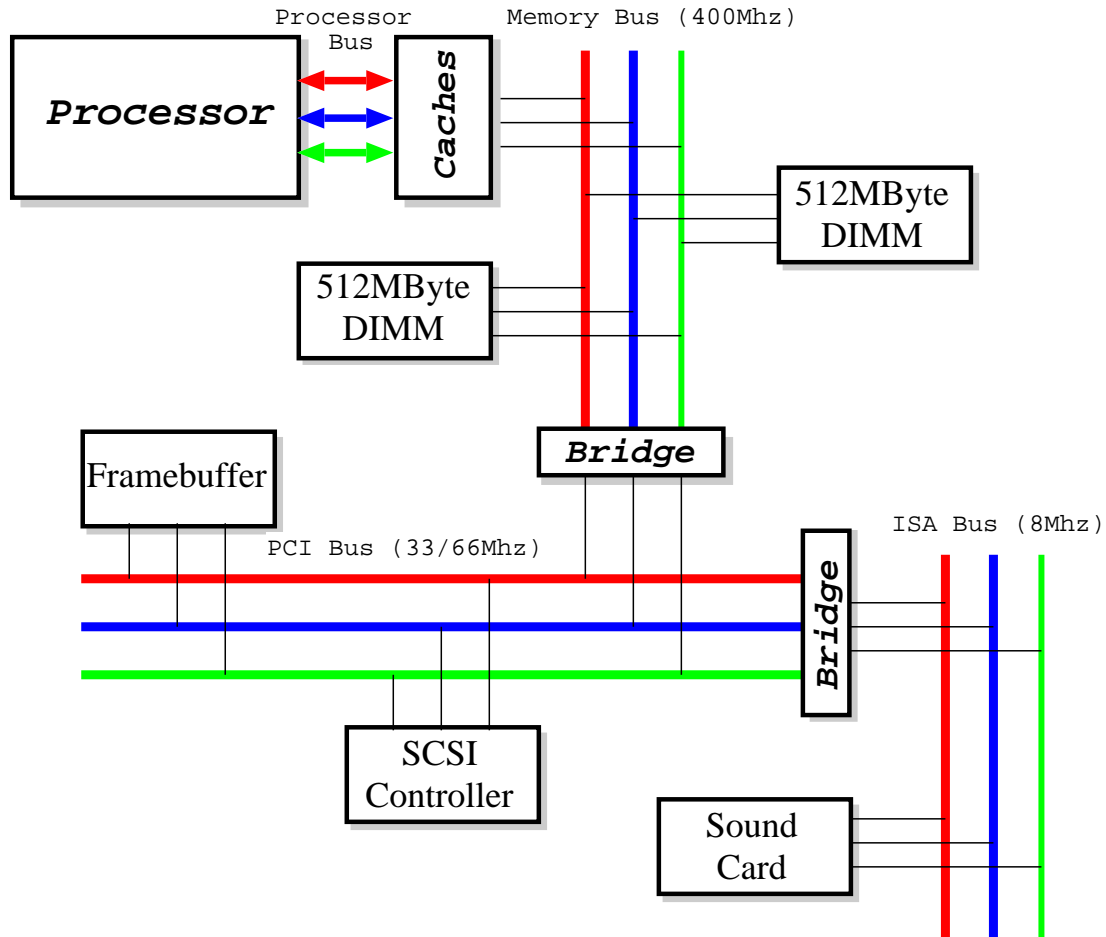 Processor
Bus
Memory Bus (400Mhz)
Processor
Caches
512MByte
DIMM
512MByte
DIMM
Bridge
Framebuffer
PCI Bus (33/66Mhz)
ISA Bus (8Mhz)
Bridge
SCSI
Controller
Sound
Card